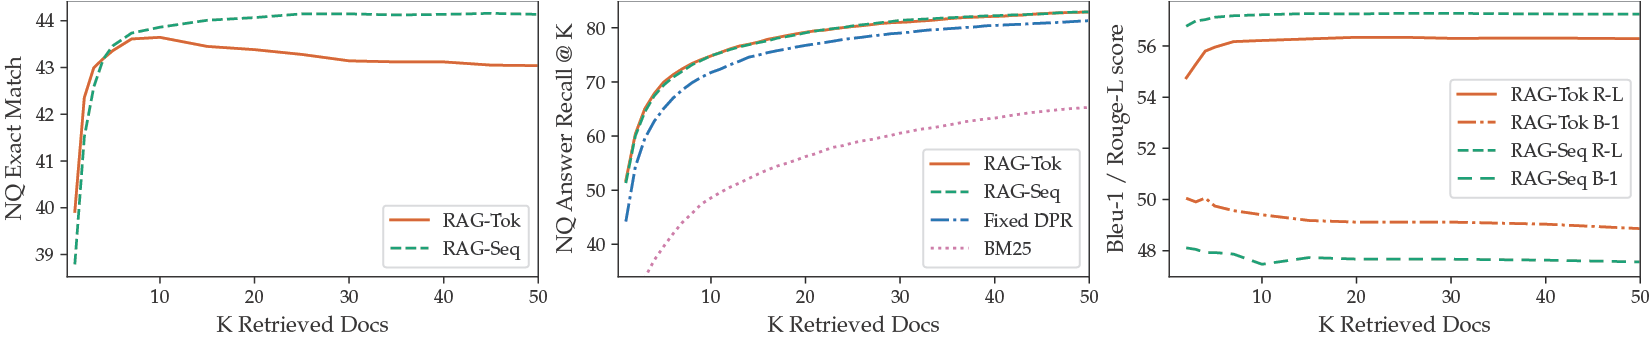 NQ Exact Match
44
43
42
41
40
39
RAG-Tok
RAG-Seq
10
20
30
40
50
K Retrieved Docs
NQ Answer Recall @ K
80
70
60
50
40
RAG-Tok
RAG-Seq
Fixed DPR
BM25
10
20
30
40
50
K Retrieved Docs
Bleu-1 / Rouge-L score
56
54
52
50
48
RAG-Tok R-L
RAG-Tok B-1
RAG-Seq R-L
RAG-Seq B-1
10
20
30
40
50
K Retrieved Docs